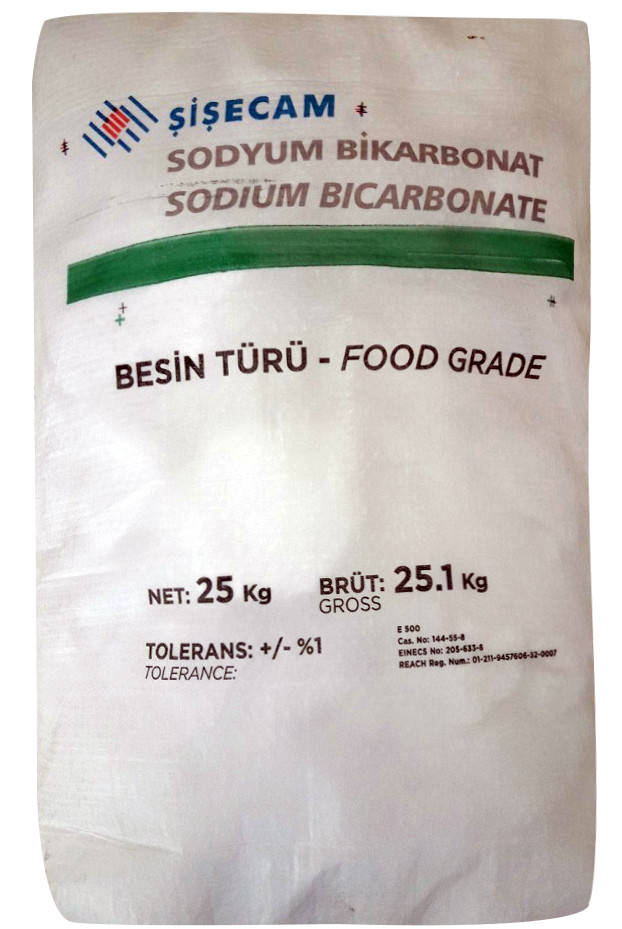 ŞİŞECAM
SODYUM BİKARBONAT
SODIUM BICARBONATE
BESİN TÜRÜ - FOOD GRADE
NET: 25 Kg
BRÜT: 25.1 Kg
GROSS
TOLERANS: +/- %1
TOLERANCE:
E 500
Cas. No: 144-55-8
EINECS No: 205-633-8
REACH Reg. Num.: 01-211-9457606-32-0007